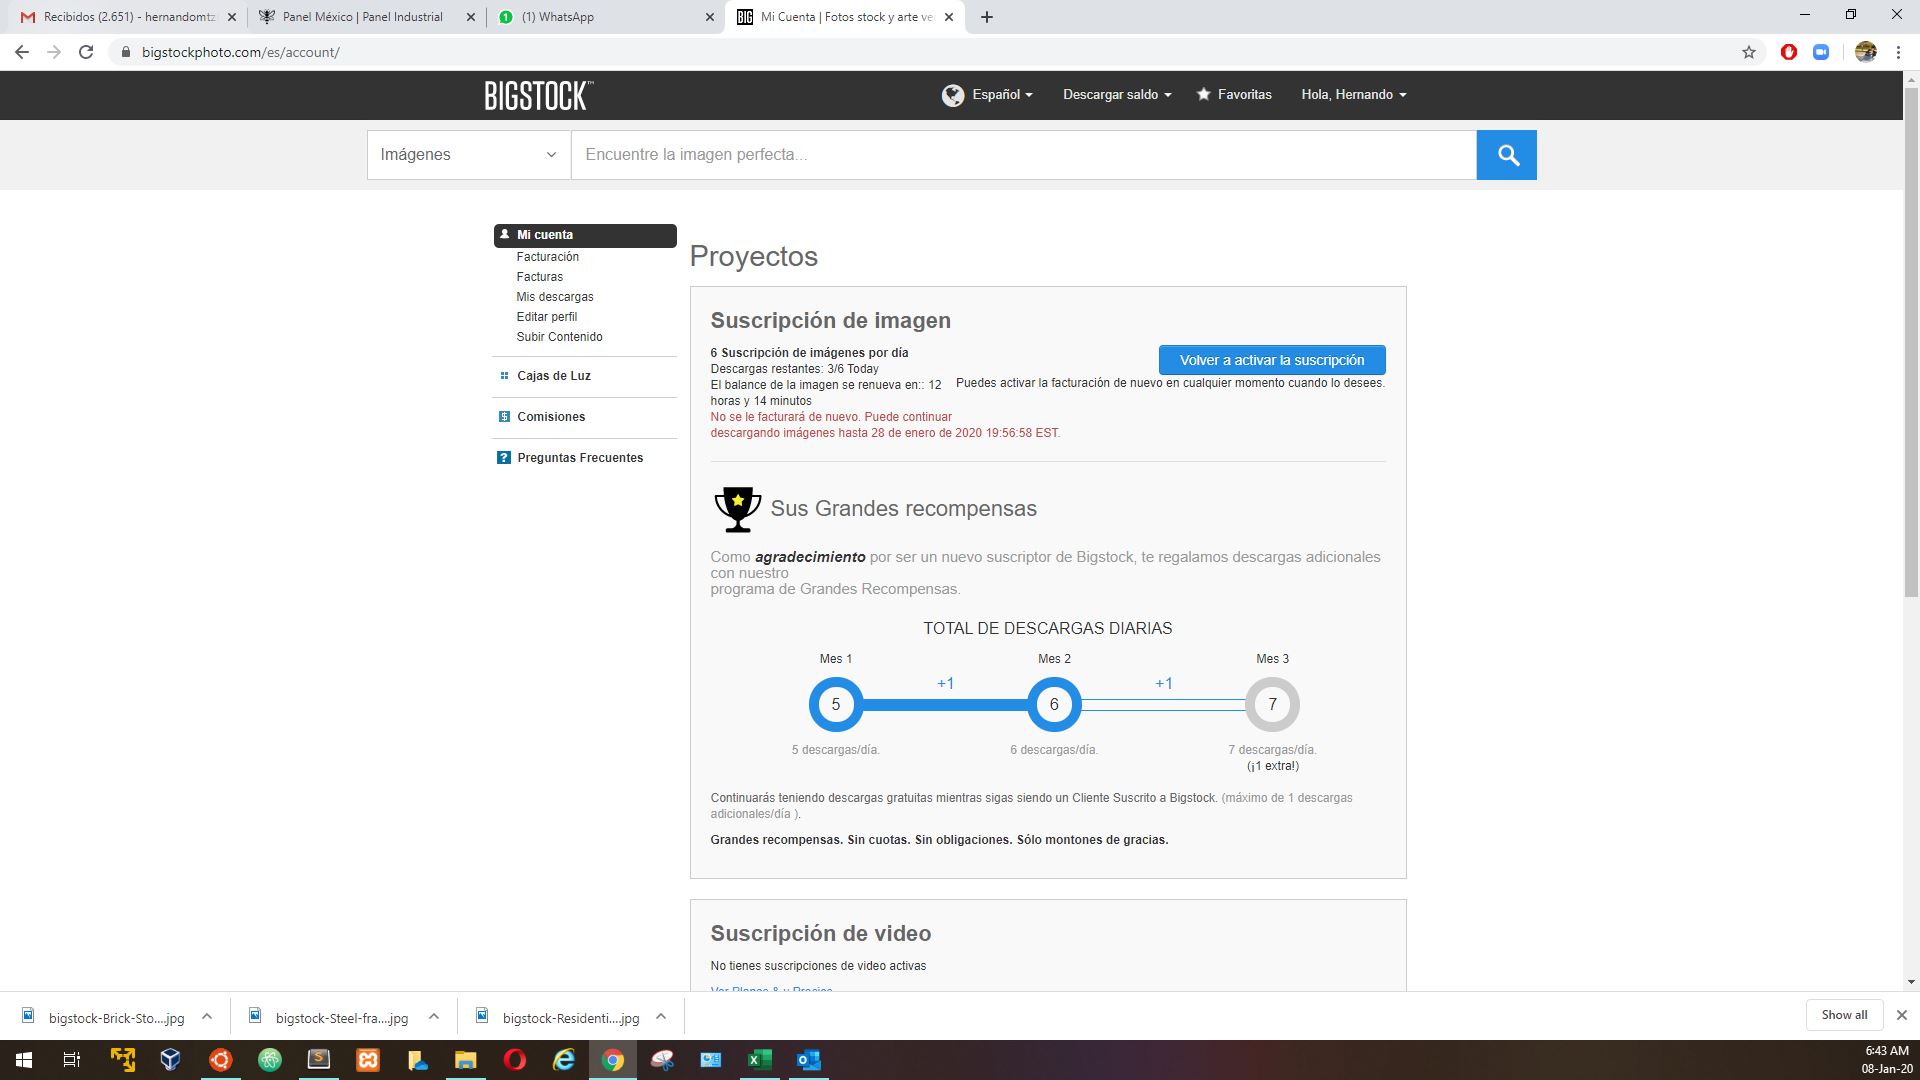 Recibidos (2.651) - hernandomtz
Panel México | Panel Industrial
(1) WhatsApp
Mi Cuenta | Fotos stock y arte ve
bigstockphoto.com/es/account/
BIGSTOCK™
Español
Descargar saldo
Favoritas
Hola, Hernando
Imágenes
Encuentre la imagen perfecta...
Mi cuenta
Facturación
Facturas
Mis descargas
Editar perfil
Subir Contenido
Cajas de Luz
Comisiones
Preguntas Frecuentes
Proyectos
Suscripción de imagen
6 Suscripción de imágenes por día
Descargas restantes: 3/6 Today
El balance de la imagen se renueva en:: 12
horas y 14 minutos
No se le facturará de nuevo. Puede continuar
descargando imágenes hasta 28 de enero de 2020 19:56:58 EST.
Volver a activar la suscripción
Puedes activar la facturación de nuevo en cualquier momento cuando lo desees.
Sus Grandes recompensas
Como agradecimiento por ser un nuevo suscriptor de Bigstock, te regalamos descargas adicionales
con nuestro
programa de Grandes Recompensas.
TOTAL DE DESCARGAS DIARIAS
Mes 1 Mes 2 Mes 3
+1 +1
5 6 7
5 descargas/día. 6 descargas/día. 7 descargas/día.
(¡1 extra!)
Continuarás teniendo descargas gratuitas mientras sigas siendo un Cliente Suscrito a Bigstock. (máximo de 1 descargas
adicionales/día ).
Grandes recompensas. Sin cuotas. Sin obligaciones. Sólo montones de gracias.
Suscripción de video
No tienes suscripciones de video activas
Ver Planes & y Precios
bigstock-Brick-Sto....jpg
bigstock-Steel-fra....jpg
bigstock-Residenti....jpg
Show all
6:43 AM
08-Jan-20